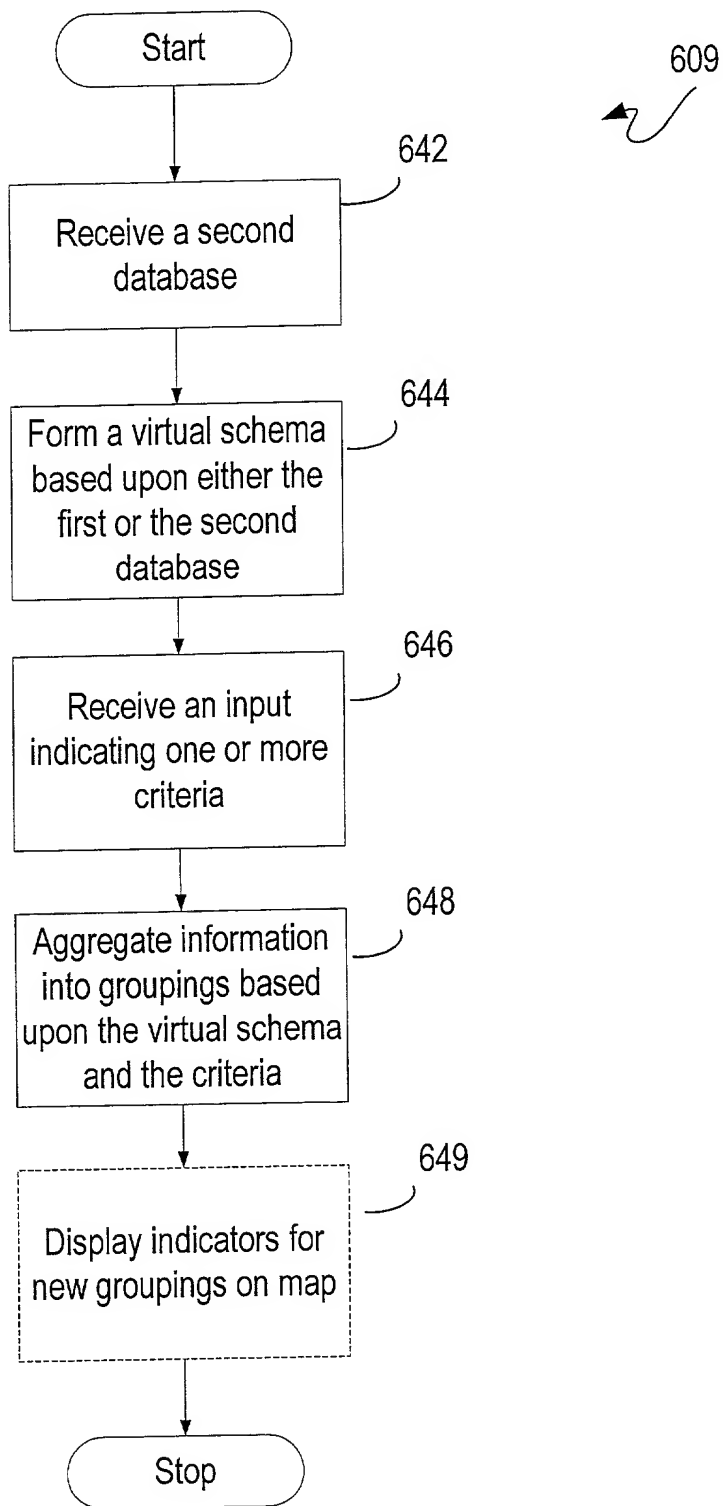 Start
609
642
Receive a second
database
644
Form a virtual schema
based upon either the
first or the second
database
646
Receive an input
indicating one or more
criteria
648
Aggregate information
into groupings based
upon the virtual schema
and the criteria
649
Display indicators for
new groupings on map
Stop